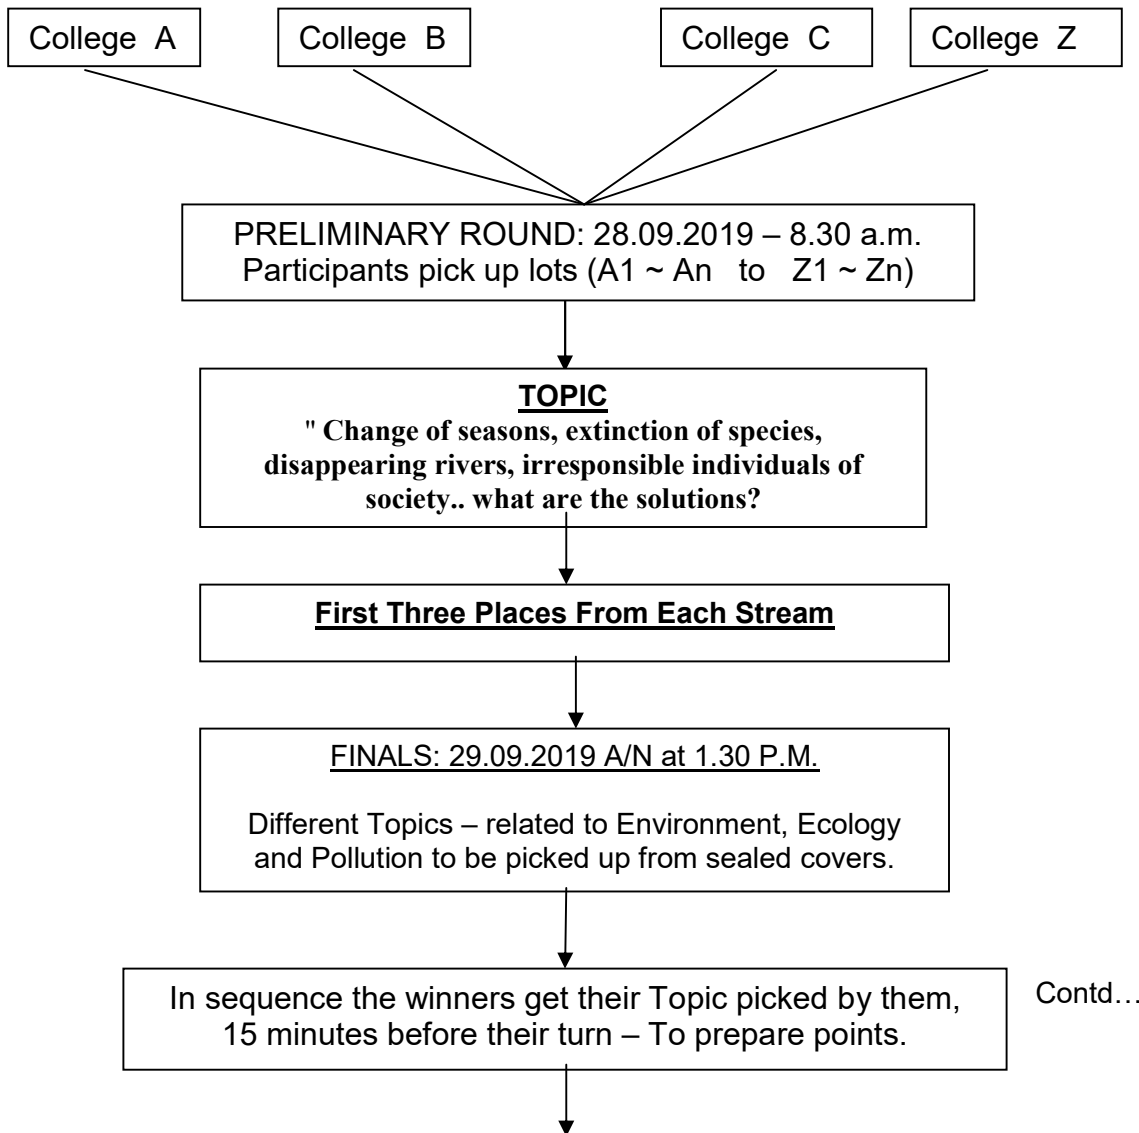 College A
College B
College C
College Z
PRELIMINARY ROUND: 28.09.2019 – 8.30 a.m.
Participants pick up lots (A1 ~ An to Z1 ~ Zn)
TOPIC
" Change of seasons, extinction of species,
disappearing rivers, irresponsible individuals of
society.. what are the solutions?
First Three Places From Each Stream
FINALS: 29.09.2019 A/N at 1.30 P.M.
Different Topics – related to Environment, Ecology
and Pollution to be picked up from sealed covers.
In sequence the winners get their Topic picked by them,
15 minutes before their turn – To prepare points.
Contd…